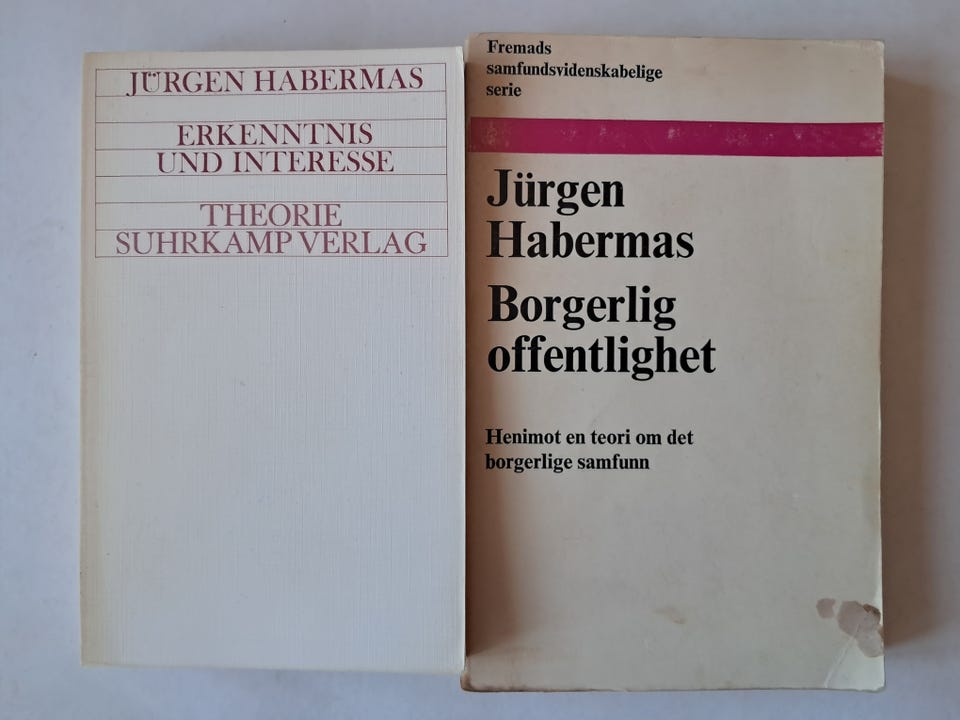 JÜRGEN HABERMAS
ERKENNTNIS
UND INTERESSE
THEORIE
SUHRKAMP VERLAG
Fremads
samfundsvidenskabelige
serie
Jürgen
Habermas
Borgerlig
offentlighet
Henimot en teori om det
borgerlige samfunn